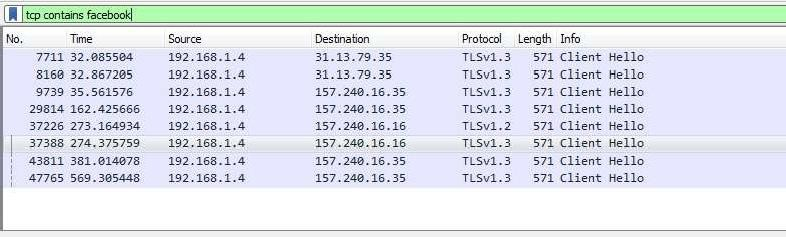 tcp contains facebook
No. Time Source Destination Protocol Length Info
7711 32.085504 192.168.1.4 31.13.79.35 TLSv1.3 571 Client Hello
8160 32.867205 192.168.1.4 31.13.79.35 TLSv1.3 571 Client Hello
9739 35.561576 192.168.1.4 157.240.16.35 TLSv1.3 571 Client Hello
29814 162.425666 192.168.1.4 157.240.16.35 TLSv1.3 571 Client Hello
37226 273.164934 192.168.1.4 157.240.16.16 TLSv1.2 571 Client Hello
37388 274.375759 192.168.1.4 157.240.16.16 TLSv1.3 571 Client Hello
43811 381.014078 192.168.1.4 157.240.16.35 TLSv1.3 571 Client Hello
47765 569.305448 192.168.1.4 157.240.16.35 TLSv1.3 571 Client Hello